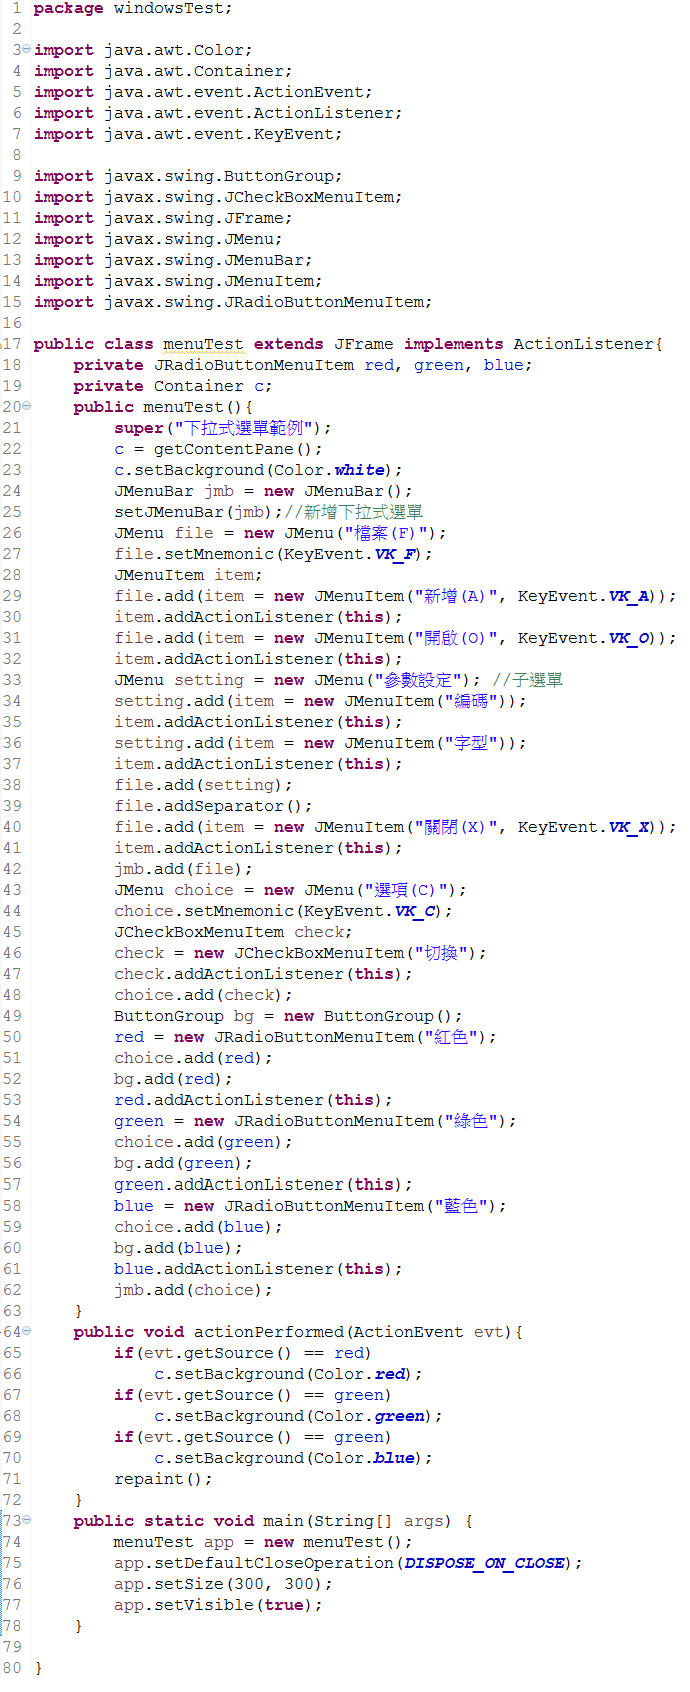 1 package windowsTest;
2
3 import java.awt.Color;
4 import java.awt.Container;
5 import java.awt.event.ActionEvent;
6 import java.awt.event.ActionListener;
7 import java.awt.event.KeyEvent;
8
9 import javax.swing.ButtonGroup;
10 import javax.swing.JCheckBoxMenuItem;
11 import javax.swing.JFrame;
12 import javax.swing.JMenu;
13 import javax.swing.JMenuBar;
14 import javax.swing.JMenuItem;
15 import javax.swing.JRadioButtonMenuItem;
16
17 public class menuTest extends JFrame implements ActionListener{
18     private JRadioButtonMenuItem red, green, blue;
19     private Container c;
20     public menuTest(){
21         super("下拉式選單範例");
22         c = getContentPane();
23         c.setBackground(Color.white);
24         JMenuBar jmb = new JMenuBar();
25         setJMenuBar(jmb);//新增下拉式選單
26         JMenu file = new JMenu("檔案(F)");
27         file.setMnemonic(KeyEvent.VK_F);
28         JMenuItem item;
29         file.add(item = new JMenuItem("新增(A)", KeyEvent.VK_A));
30         item.addActionListener(this);
31         file.add(item = new JMenuItem("開啟(O)", KeyEvent.VK_O));
32         item.addActionListener(this);
33         JMenu setting = new JMenu("參數設定"); //子選單
34         setting.add(item = new JMenuItem("編碼"));
35         item.addActionListener(this);
36         setting.add(item = new JMenuItem("字型"));
37         item.addActionListener(this);
38         file.add(setting);
39         file.addSeparator();
40         file.add(item = new JMenuItem("關閉(X)", KeyEvent.VK_X));
41         item.addActionListener(this);
42         jmb.add(file);
43         JMenu choice = new JMenu("選項(C)");
44         choice.setMnemonic(KeyEvent.VK_C);
45         JCheckBoxMenuItem check;
46         check = new JCheckBoxMenuItem("切換");
47         check.addActionListener(this);
48         choice.add(check);
49         ButtonGroup bg = new ButtonGroup();
50         red = new JRadioButtonMenuItem("紅色");
51         choice.add(red);
52         bg.add(red);
53         red.addActionListener(this);
54         green = new JRadioButtonMenuItem("綠色");
55         choice.add(green);
56         bg.add(green);
57         green.addActionListener(this);
58         blue = new JRadioButtonMenuItem("藍色");
59         choice.add(blue);
60         bg.add(blue);
61         blue.addActionListener(this);
62         jmb.add(choice);
63     }
64     public void actionPerformed(ActionEvent evt){
65         if(evt.getSource() == red)
66             c.setBackground(Color.red);
67         if(evt.getSource() == green)
68             c.setBackground(Color.green);
69         if(evt.getSource() == green)
70             c.setBackground(Color.blue);
71         repaint();
72     }
73     public static void main(String[] args) {
74         menuTest app = new menuTest();
75         app.setDefaultCloseOperation(DISPOSE_ON_CLOSE);
76         app.setSize(300, 300);
77         app.setVisible(true);
78     }
79
80 }